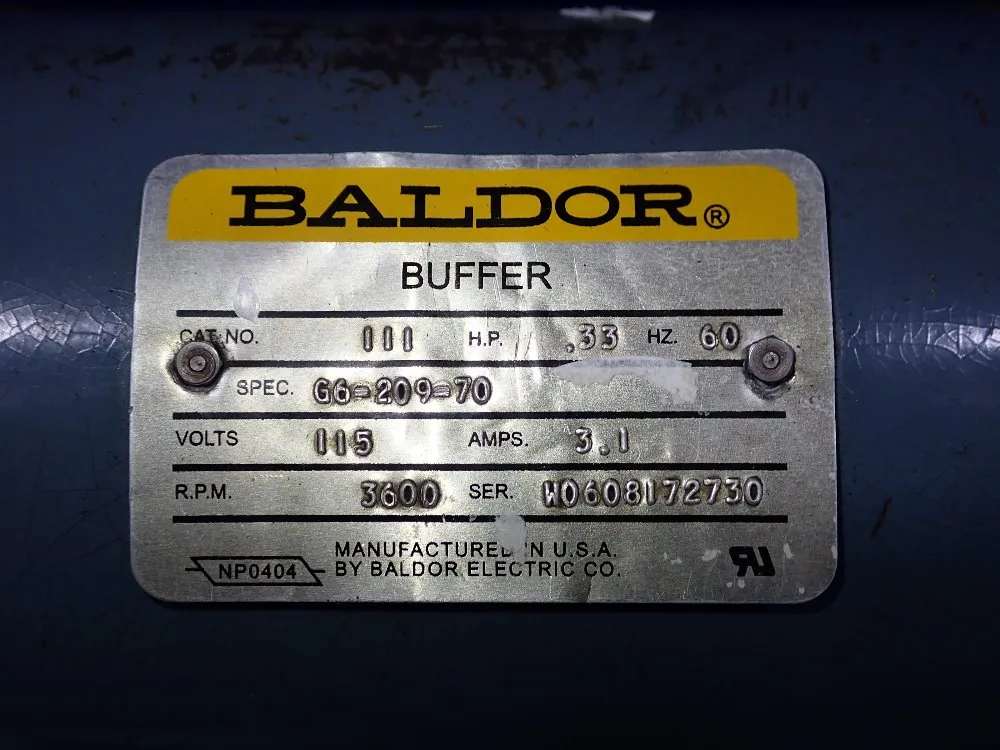 BALDOR®
BUFFER
CAT. NO. 111 H.P. .33 HZ. 60
SPEC. G6-209-70
VOLTS 115 AMPS. 3.1
R.P.M. 3600 SER. W0608172730
MANUFACTURED IN U.S.A.
NP0404 BY BALDOR ELECTRIC CO.
RU